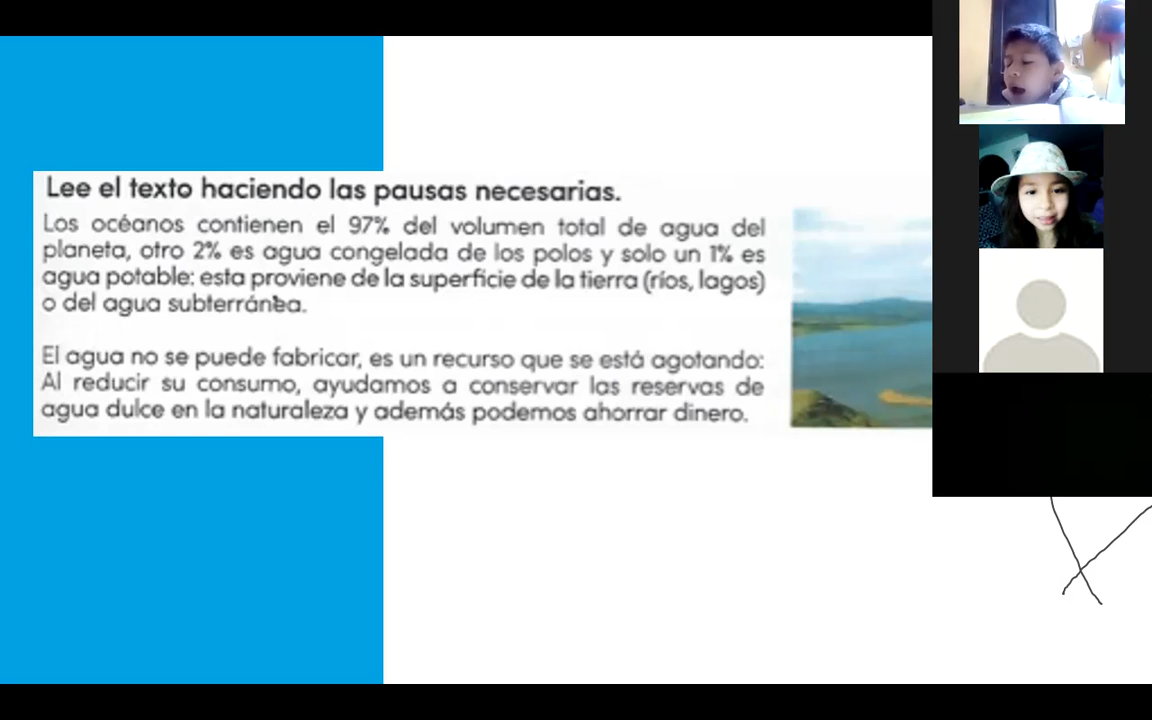 Lee el texto haciendo las pausas necesarias.
Los océanos contienen el 97% del volumen total de agua del
planeta, otro 2% es agua congelada de los polos y solo un 1% es
agua potable: esta proviene de la superficie de la tierra (ríos, lagos)
o del agua subterránea.
El agua no se puede fabricar, es un recurso que se está agotando:
Al reducir su consumo, ayudamos a conservar las reservas de
agua dulce en la naturaleza y además podemos ahorrar dinero.